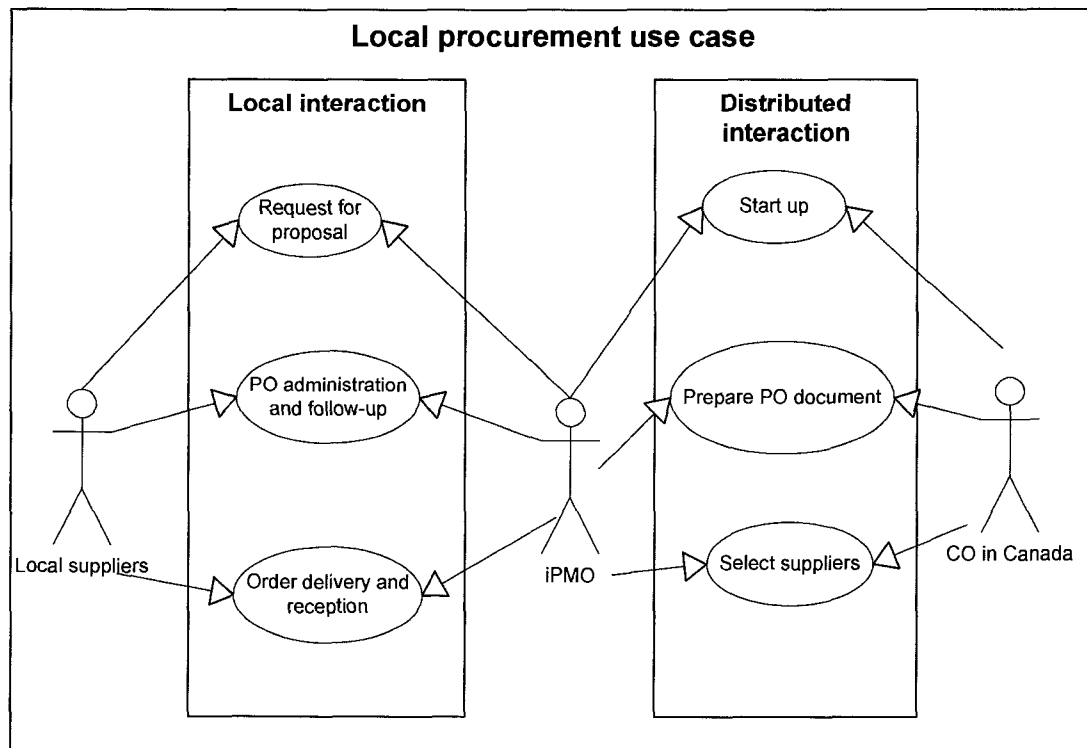 Local procurement use case
Local interaction
Distributed
interaction
Request for
proposal
Start up
PO administration
and follow-up
Prepare PO document
Local suppliers
Order delivery and
reception
iPMO
Select suppliers
CO in Canada